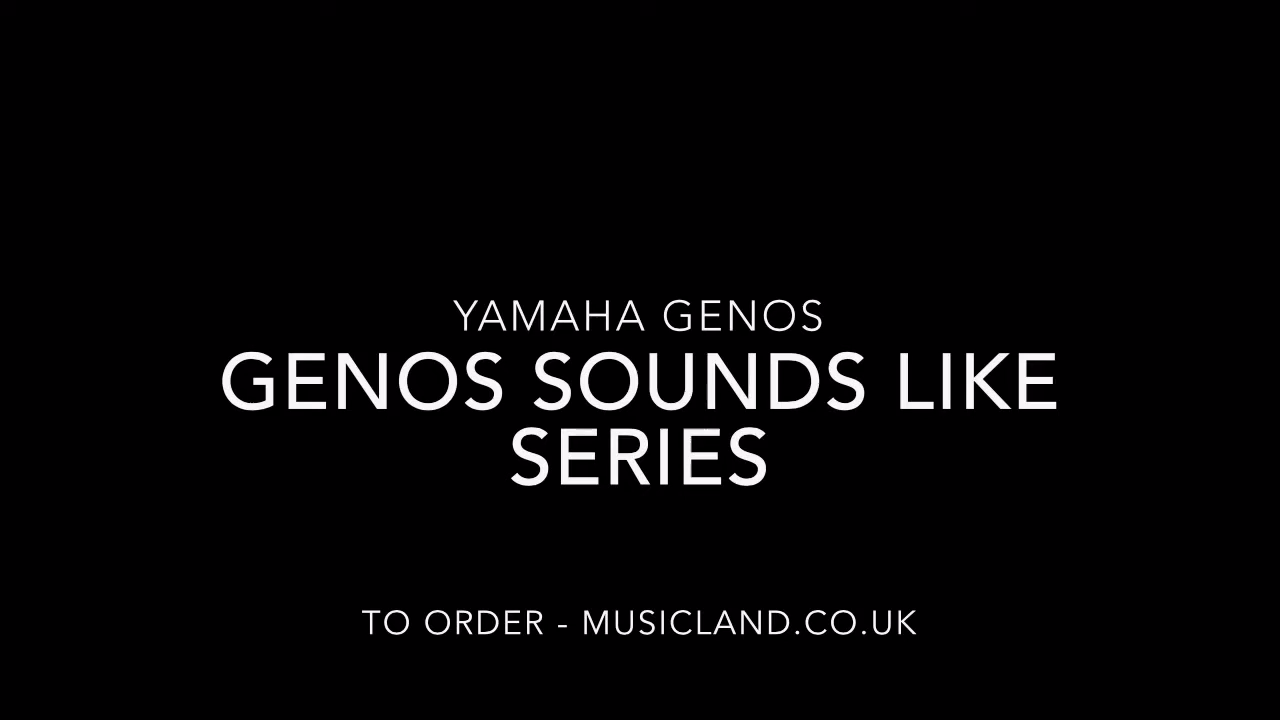 YAMAHA GENOS
GENOS SOUNDS LIKE
SERIES
TO ORDER - MUSICLAND.CO.UK